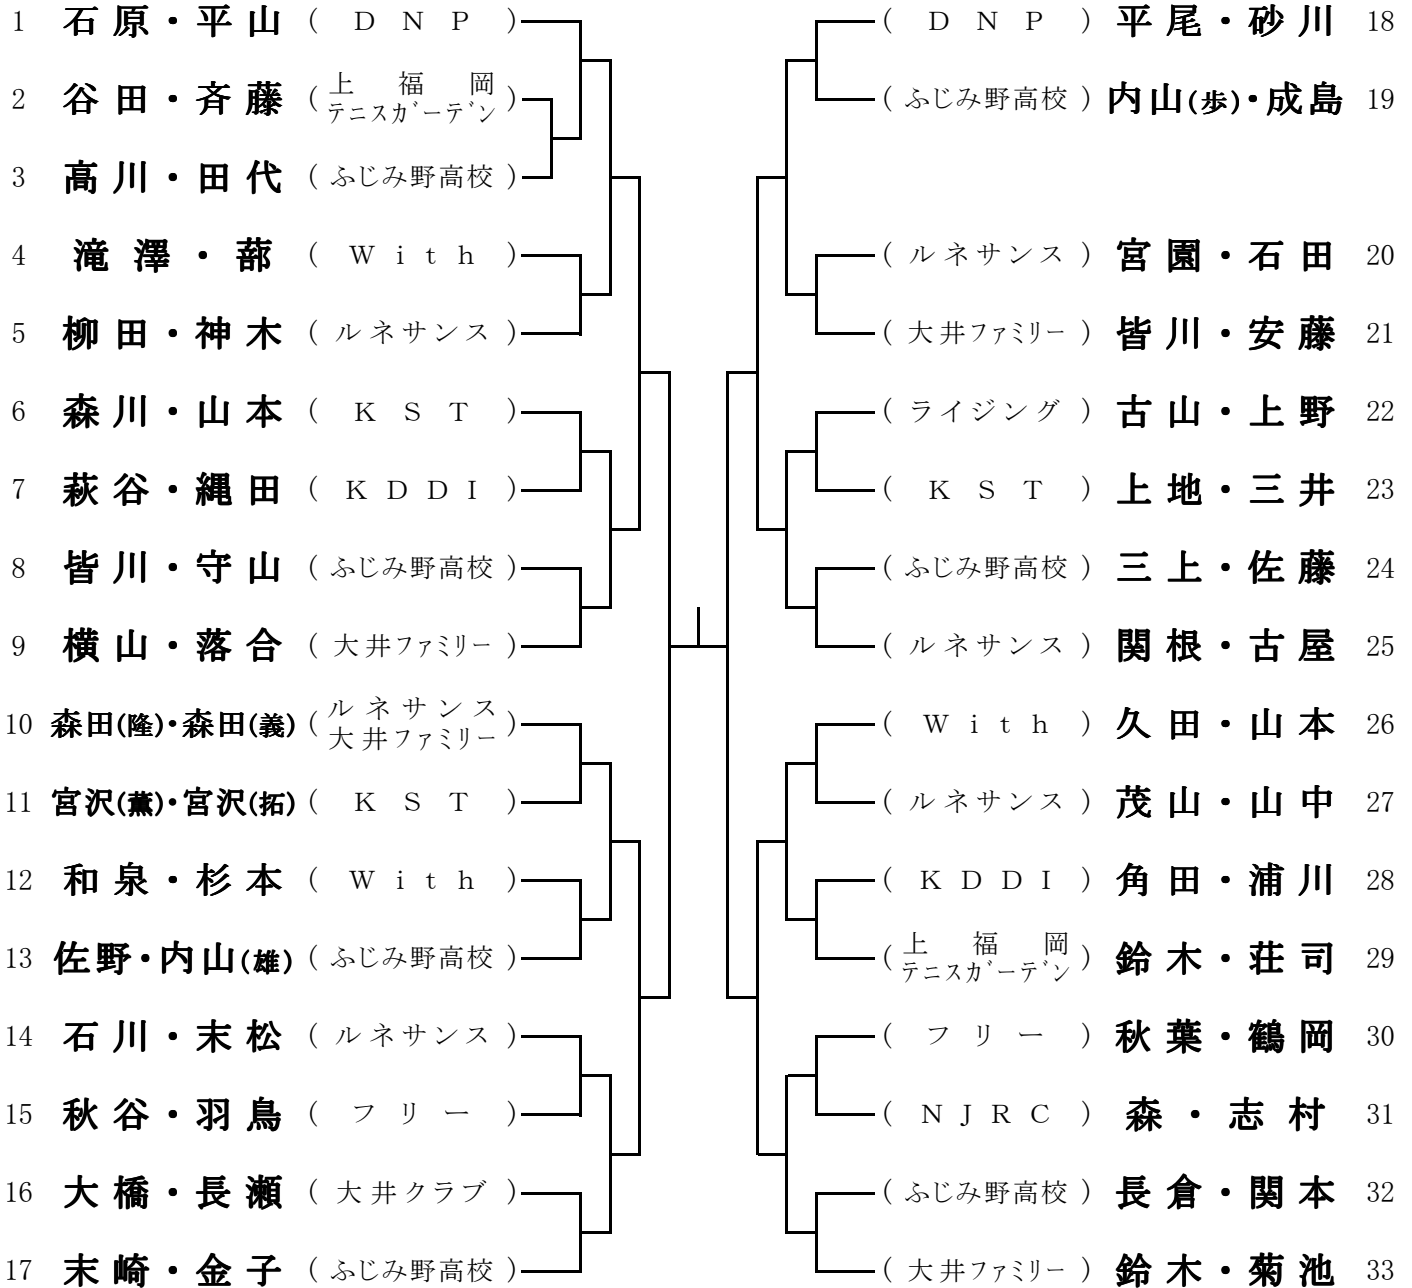 1 石原・平山 ( DNP )
2 谷田・斉藤 ( 上福岡
テニスガーデン )
3 高川・田代 ( ふじみ野高校 )
4 滝澤・蔀 ( With )
5 柳田・神木 ( ルネサンス )
6 森川・山本 ( KST )
7 萩谷・縄田 ( KDDI )
8 皆川・守山 ( ふじみ野高校 )
9 横山・落合 ( 大井ファミリー )
10 森田(隆)・森田(義) ( ルネサンス
大井ファミリー )
11 宮沢(薫)・宮沢(拓) ( KST )
12 和泉・杉本 ( With )
13 佐野・内山(雄) ( ふじみ野高校 )
14 石川・末松 ( ルネサンス )
15 秋谷・羽鳥 ( フリー )
16 大橋・長瀬 ( 大井クラブ )
17 末崎・金子 ( ふじみ野高校 )
( DNP ) 平尾・砂川 18
( ふじみ野高校 ) 内山(歩)・成島 19
( ルネサンス ) 宮園・石田 20
( 大井ファミリー ) 皆川・安藤 21
( ライジング ) 古山・上野 22
( KST ) 上地・三井 23
( ふじみ野高校 ) 三上・佐藤 24
( ルネサンス ) 関根・古屋 25
( With ) 久田・山本 26
( ルネサンス ) 茂山・山中 27
( KDDI ) 角田・浦川 28
( 上福岡
テニスガーデン ) 鈴木・荘司 29
( フリー ) 秋葉・鶴岡 30
( NJRC ) 森・志村 31
( ふじみ野高校 ) 長倉・関本 32
( 大井ファミリー ) 鈴木・菊池 33